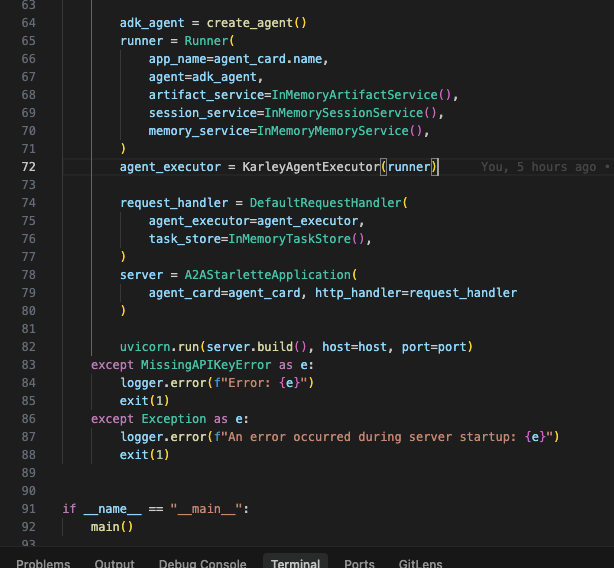 63
64 adk_agent = create_agent()
65 runner = Runner(
66 app_name=agent_card.name,
67 agent=adk_agent,
68 artifact_service=InMemoryArtifactService(),
69 session_service=InMemorySessionService(),
70 memory_service=InMemoryMemoryService(),
71 )
72 agent_executor = KarleyAgentExecutor(runner) You, 5 hours ago •
73
74 request_handler = DefaultRequestHandler(
75 agent_executor=agent_executor,
76 task_store=InMemoryTaskStore(),
77 )
78 server = A2AStarletteApplication(
79 agent_card=agent_card, http_handler=request_handler
80 )
81
82 uvicorn.run(server.build(), host=host, port=port)
83 except MissingAPIKeyError as e:
84 logger.error(f"Error: {e}")
85 exit(1)
86 except Exception as e:
87 logger.error(f"An error occurred during server startup: {e}")
88 exit(1)
89
90
91 if __name__ == "__main__":
92 main()
93
Problems Output Debug Console Terminal Ports GitLens